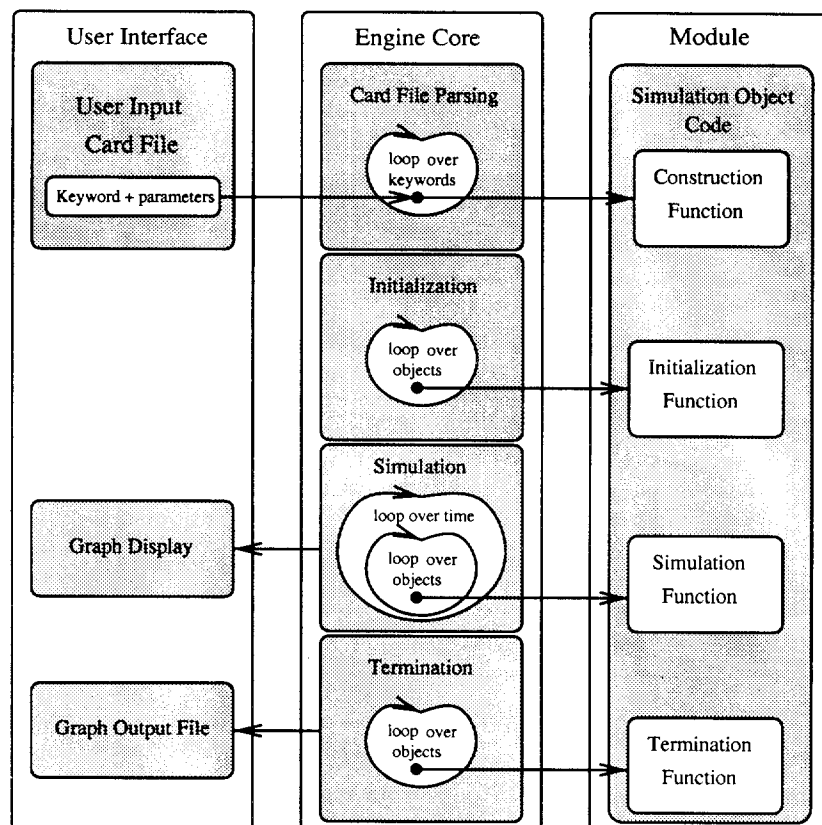 User Interface
User Input
Card File
Keyword + parameters
Graph Display
Graph Output File
Engine Core
Card File Parsing
loop over
keywords
Initialization
loop over
objects
Simulation
loop over time
loop over
objects
Termination
loop over
objects
Module
Simulation Object
Code
Construction
Function
Initialization
Function
Simulation
Function
Termination
Function